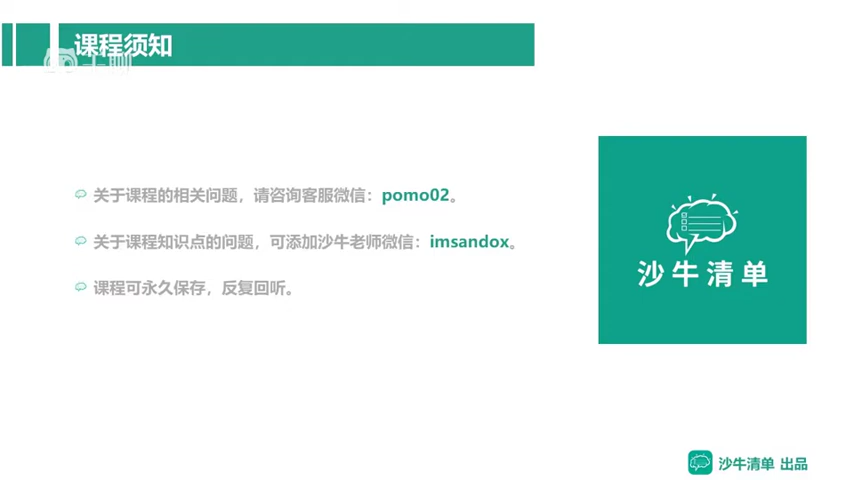 课程须知
千聊
关于课程的相关问题，请咨询客服微信：pomo02。
关于课程知识点的问题，可添加沙牛老师微信：imsandox。
课程可永久保存，反复回听。
沙牛清单
沙牛清单 出品